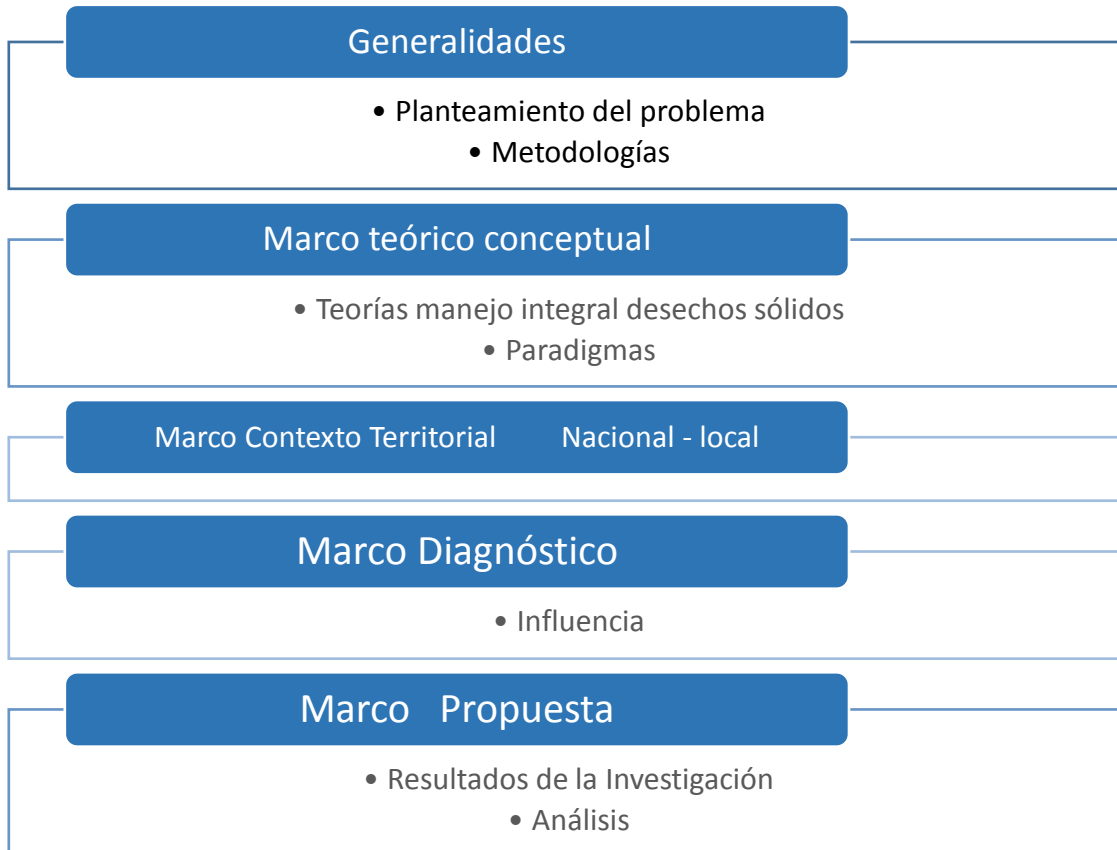 Generalidades
• Planteamiento del problema
• Metodologías
Marco teórico conceptual
• Teorías manejo integral desechos sólidos
• Paradigmas
Marco Contexto Territorial Nacional - local
Marco Diagnóstico
• Influencia
Marco Propuesta
• Resultados de la Investigación
• Análisis